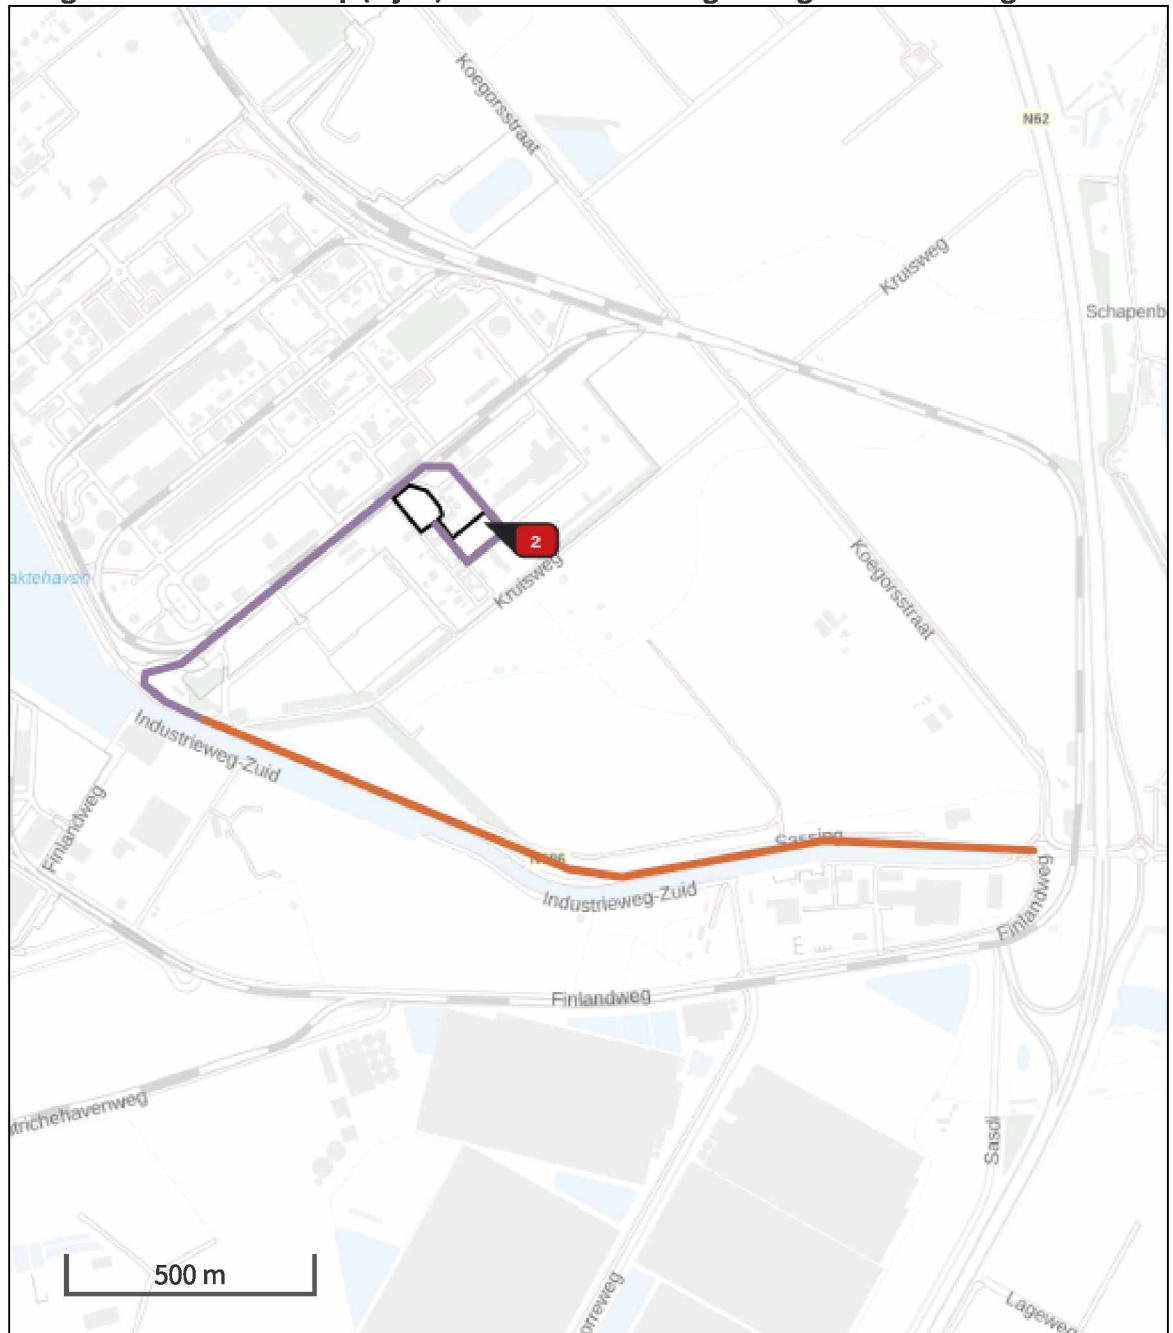 Koegorsstraat
N62
Kruisweg
Schapenb
2
Kruisweg
Koegorsstraat
aktehaven
Industrieweg-Zuid
Finlandweg
Sassing
Industrieweg-Zuid
Finlandweg
Finlandweg
trichehavenweg
Sasdi
500 m
orreweg
Lageweg